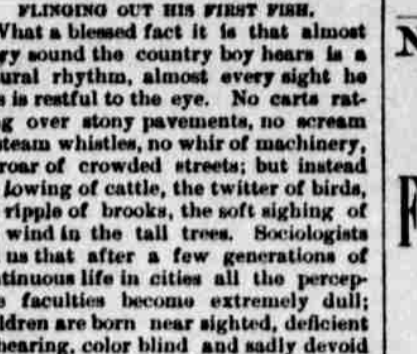 FLINGING OUT HIS FIRST FISH.
What a blessed fact it is that almost
ry sound the country boy hears is a
ural rhythm, almost every sight he
s is restful to the eye. No carts rat-
g over stony pavements, no scream
steam whistles, no whir of machinery,
roar of crowded streets; but instead
lowing of cattle, the twitter of birds,
ripple of brooks, the soft sighing of
wind in the tall trees. Sociologists
us that after a few generations of
tinuous life in cities all the percep-
e faculties become extremely dull;
ldren are born near sighted, deficient
hearing, color blind and sadly devoid
N
F